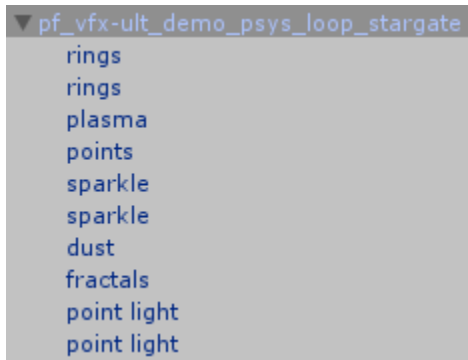 pf_vfx-ult_demo_psys_loop_stargate
rings
rings
plasma
points
sparkle
sparkle
dust
fractals
point light
point light